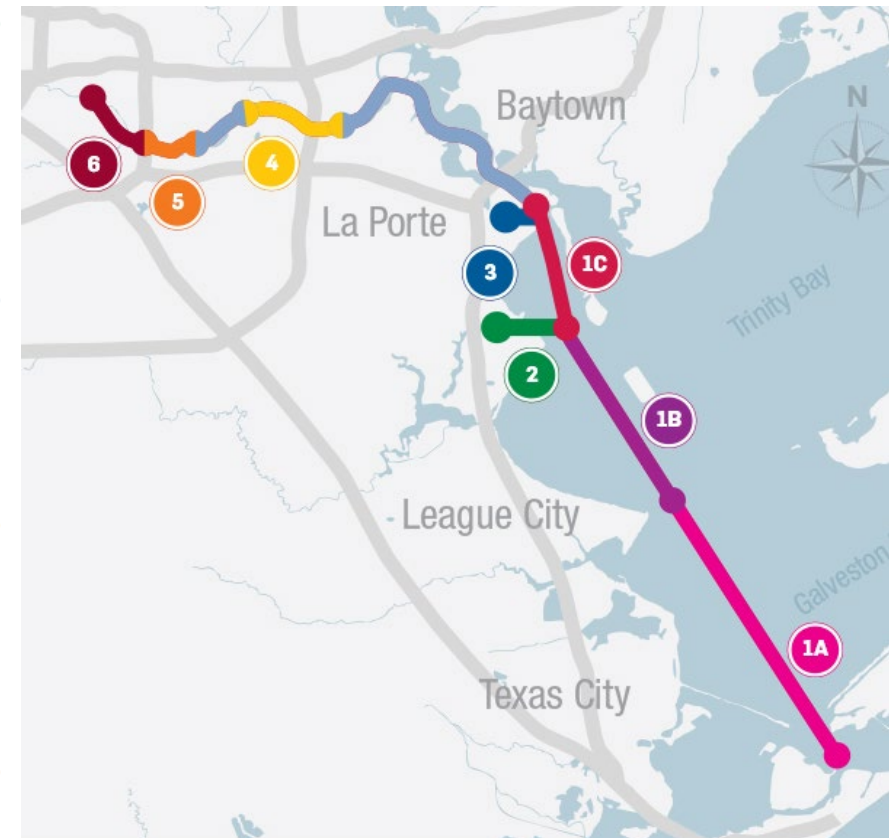 Baytown
N
6
4
5
La Porte
3
1C
Trinity Bay
2
1B
League City
Galveston
1A
Texas City